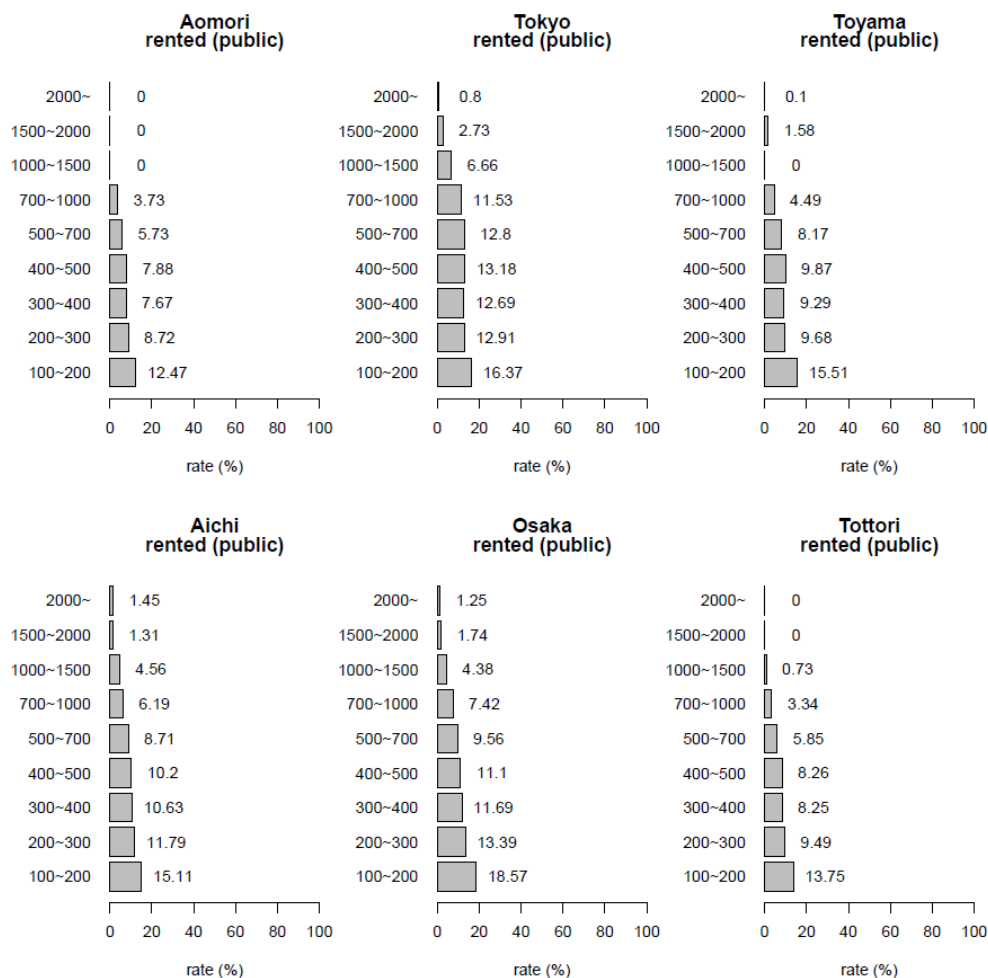 Aomori
rented (public)
2000~ 0
1500~2000 0
1000~1500 0
700~1000 3.73
500~700 5.73
400~500 7.88
300~400 7.67
200~300 8.72
100~200 12.47
0 20 40 60 80 100
rate (%)
Tokyo
rented (public)
2000~ 0.8
1500~2000 2.73
1000~1500 6.66
700~1000 11.53
500~700 12.8
400~500 13.18
300~400 12.69
200~300 12.91
100~200 16.37
0 20 40 60 80 100
rate (%)
Toyama
rented (public)
2000~ 0.1
1500~2000 1.58
1000~1500 0
700~1000 4.49
500~700 8.17
400~500 9.87
300~400 9.29
200~300 9.68
100~200 15.51
0 20 40 60 80 100
rate (%)
Aichi
rented (public)
2000~ 1.45
1500~2000 1.31
1000~1500 4.56
700~1000 6.19
500~700 8.71
400~500 10.2
300~400 10.63
200~300 11.79
100~200 15.11
0 20 40 60 80 100
rate (%)
Osaka
rented (public)
2000~ 1.25
1500~2000 1.74
1000~1500 4.38
700~1000 7.42
500~700 9.56
400~500 11.1
300~400 11.69
200~300 13.39
100~200 18.57
0 20 40 60 80 100
rate (%)
Tottori
rented (public)
2000~ 0
1500~2000 0
1000~1500 0.73
700~1000 3.34
500~700 5.85
400~500 8.26
300~400 8.25
200~300 9.49
100~200 13.75
0 20 40 60 80 100
rate (%)